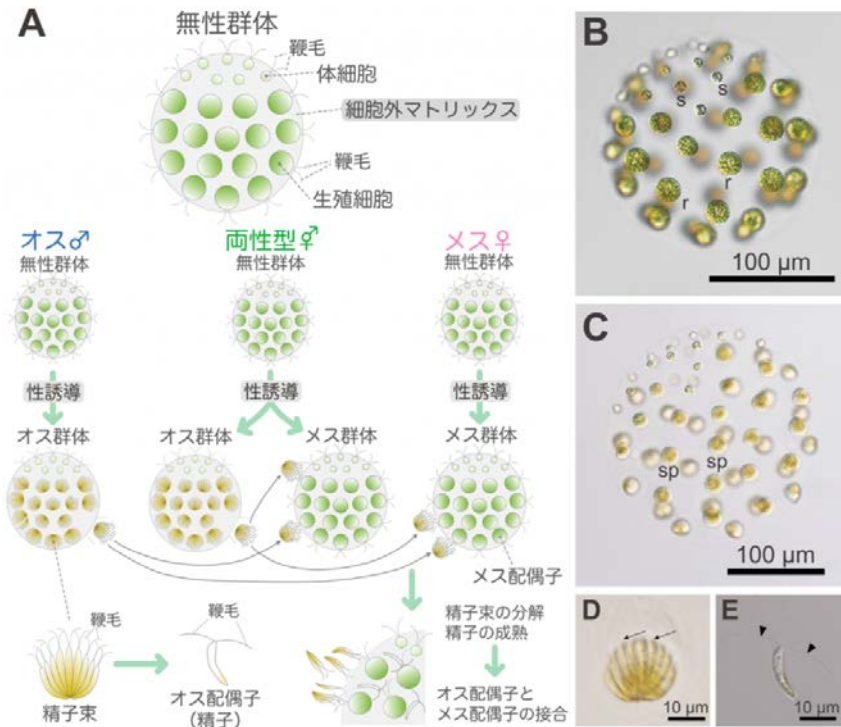 A
無性群体
鞭毛
体細胞
細胞外マトリックス
鞭毛
生殖細胞
オス♂
無性群体
両性型⚥
無性群体
メス♀
無性群体
性誘導
性誘導
性誘導
オス群体
オス群体
メス群体
メス群体
メス配偶子
鞭毛
精子束
鞭毛
オス配偶子
(精子)
精子束の分解
精子の成熟
オス配偶子と
メス配偶子の接合
B
s
s
r
r
100 µm
C
sp
sp
100 µm
D
10 µm
E
10 µm